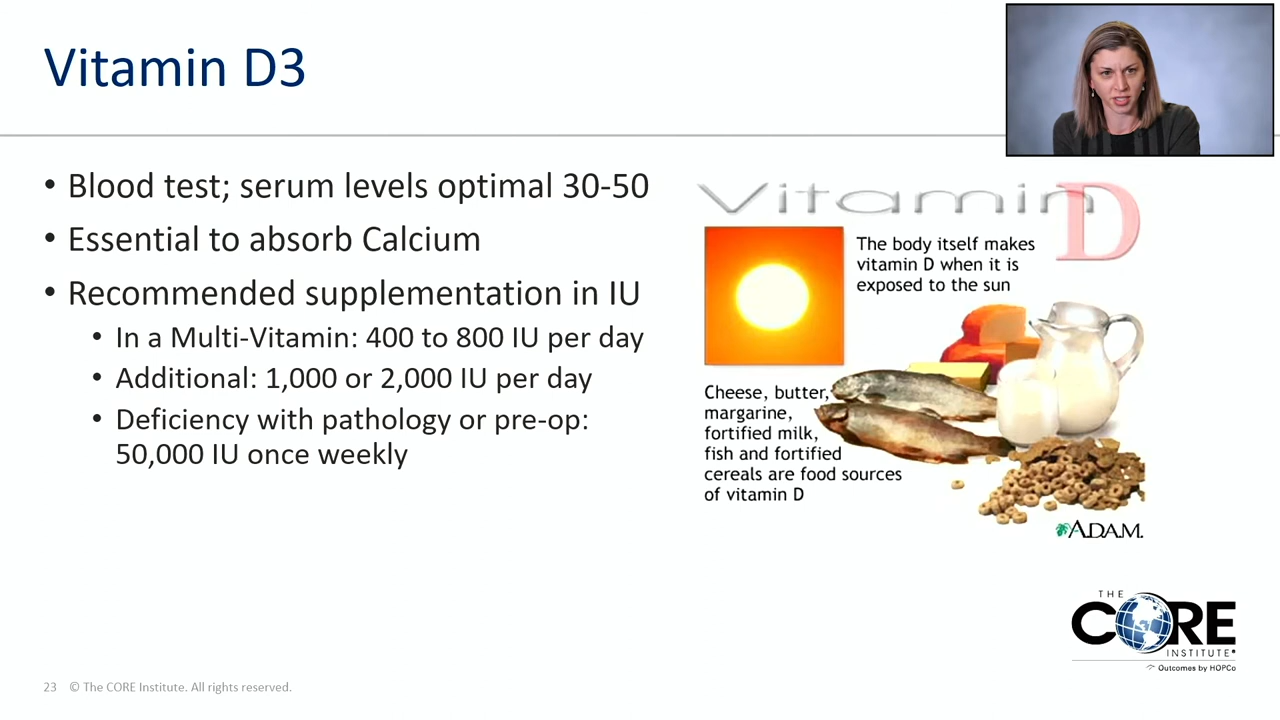 Vitamin D3
• Blood test; serum levels optimal 30-50
• Essential to absorb Calcium
• Recommended supplementation in IU
• In a Multi-Vitamin: 400 to 800 IU per day
• Additional: 1,000 or 2,000 IU per day
• Deficiency with pathology or pre-op:
50,000 IU once weekly
Vitamin D
The body itself makes
vitamin D when it is
exposed to the sun
Cheese, butter,
margarine,
fortified milk,
fish and fortified
cereals are food sources
of vitamin D
A.D.A.M.
THE
CORE
INSTITUTE
Outcomes by HOPCo
23 © The CORE Institute. All rights reserved.